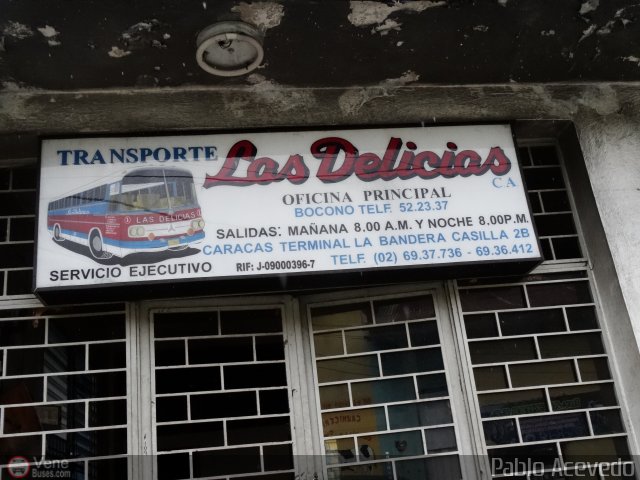 TRANSPORTE Las Delicias
CA
OFICINA PRINCIPAL
BOCONO TELF. 52.23.37
SALIDAS: MAÑANA 8.00 A.M. Y NOCHE 8.00P.M.
CARACAS TERMINAL LA BANDERA CASILLA 2B
TELF. (02) 69.37.736 - 69.36.412
LAS DELICIAS
SERVICIO EJECUTIVO
RIF: J-09000396-7
Vene
Buses.com
Pablo Acevedo